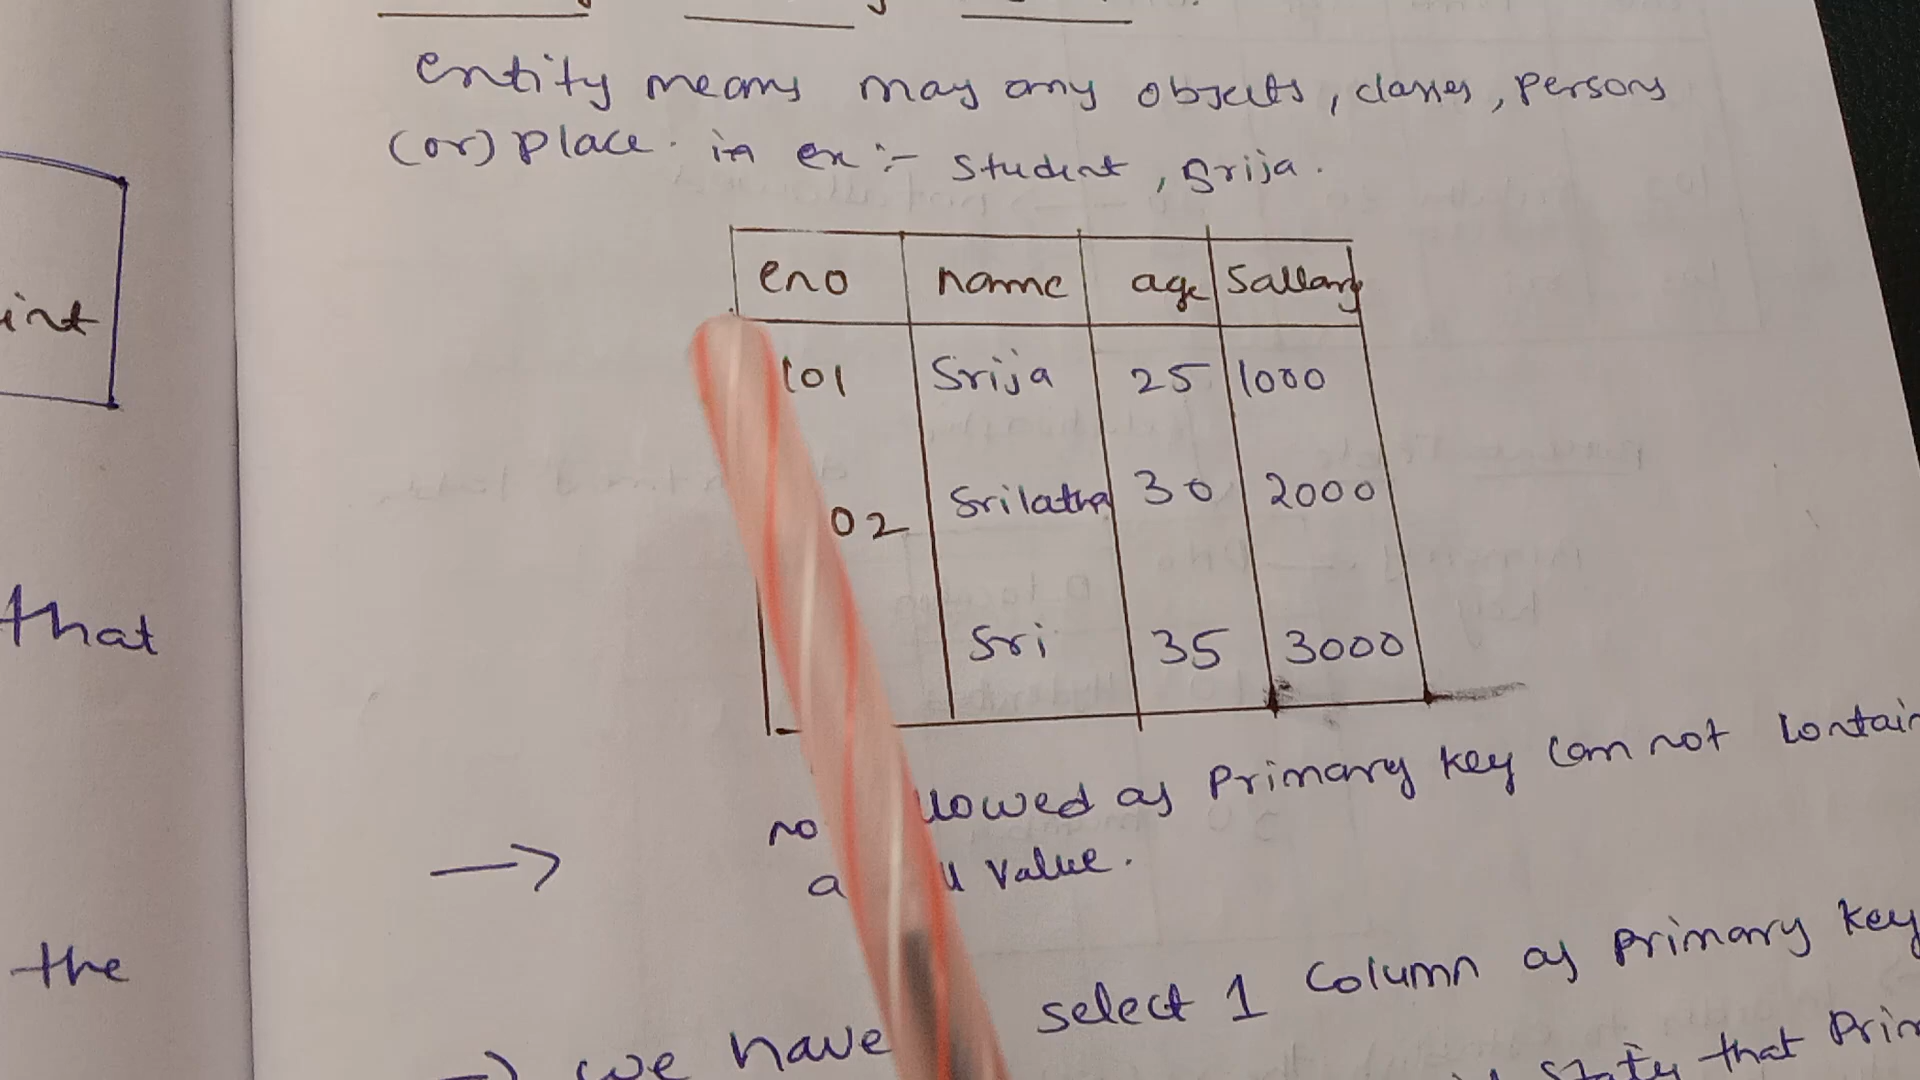 entity means may any objects, classes, persons
(or) place. in ex :- student, Srija.
eno name age Sallary
101 Srija 25 1000
02 Srilatha 30 2000
Sri 35 3000
int
that
the
no llowed as primary key can not contain
a value.
select 1 column as primary key
→ we have
that prim